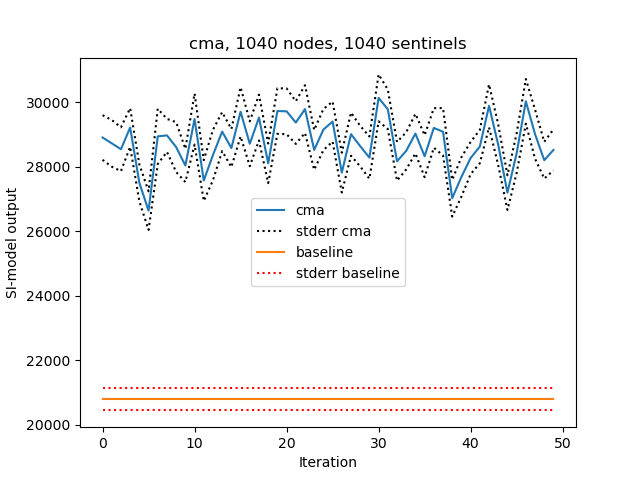 cma, 1040 nodes, 1040 sentinels
SI-model output
30000
28000
26000
24000
22000
20000
cma
stderr cma
baseline
stderr baseline
0 10 20 30 40 50
Iteration